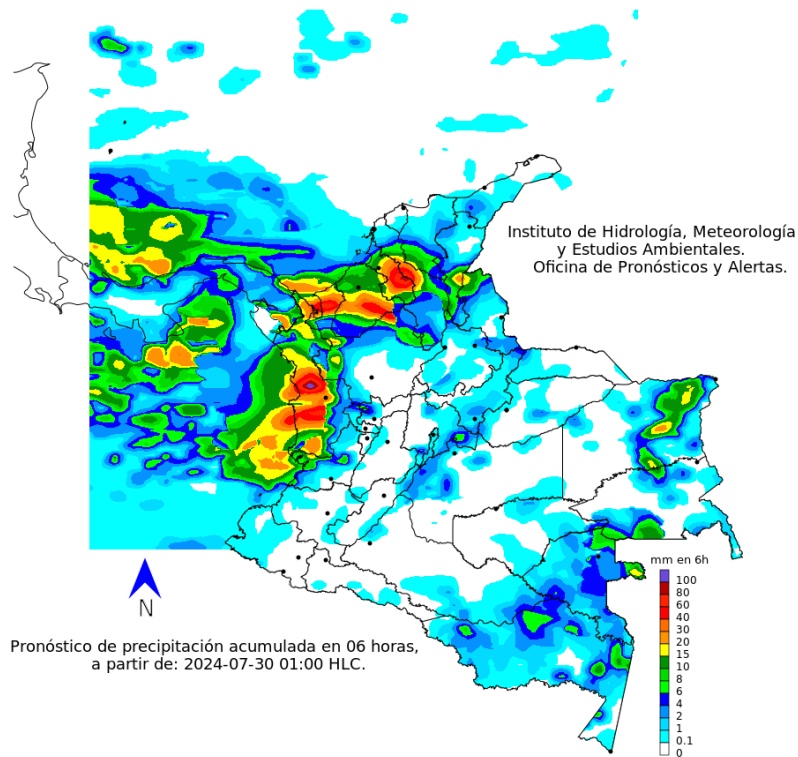 Instituto de Hidrología, Meteorología
y Estudios Ambientales.
Oficina de Pronósticos y Alertas.
mm en 6h
100
80
60
40
30
20
15
10
8
6
4
2
1
0.1
0
N
Pronóstico de precipitación acumulada en 06 horas,
a partir de: 2024-07-30 01:00 HLC.